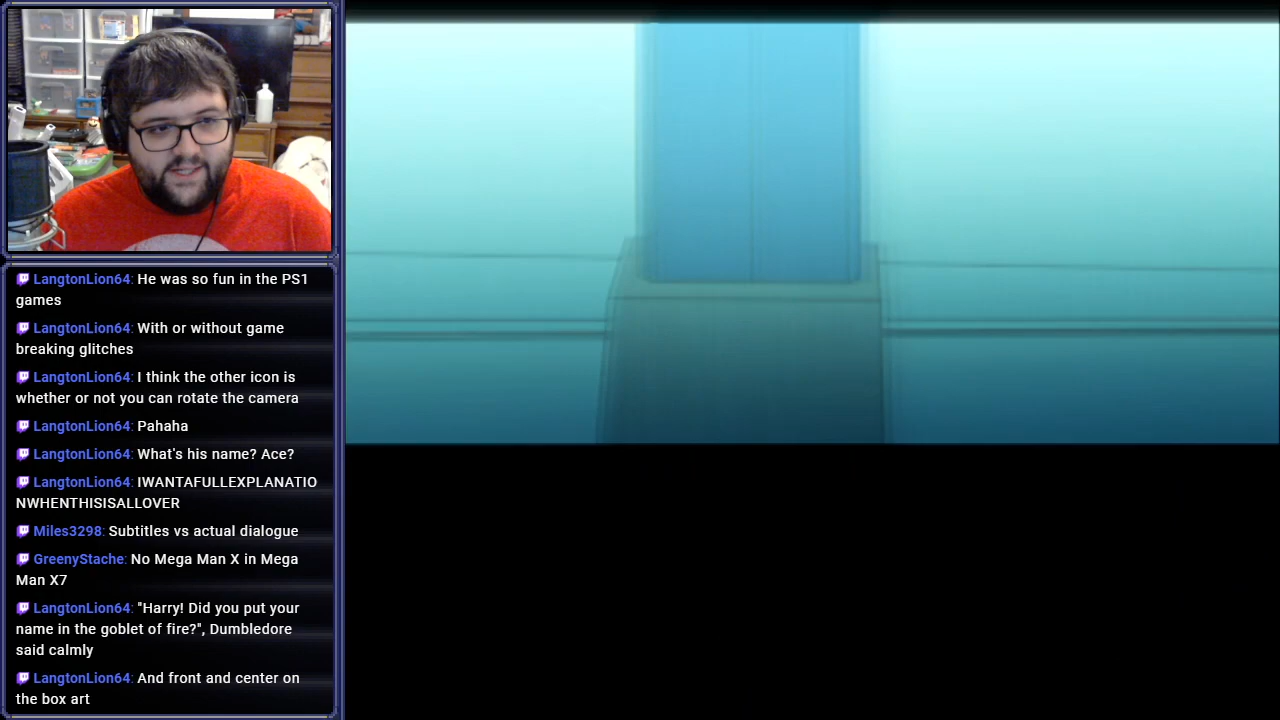 LangtonLion64: He was so fun in the PS1
games
LangtonLion64: With or without game
breaking glitches
LangtonLion64: I think the other icon is
whether or not you can rotate the camera
LangtonLion64: Pahaha
LangtonLion64: What's his name? Ace?
LangtonLion64: IWANTAFULLEXPLANATIO
NWHENTHISISALLOVER
Miles3298: Subtitles vs actual dialogue
GreenyStache: No Mega Man X in Mega
Man X7
LangtonLion64: "Harry! Did you put your
name in the goblet of fire?", Dumbledore
said calmly
LangtonLion64: And front and center on
the box art